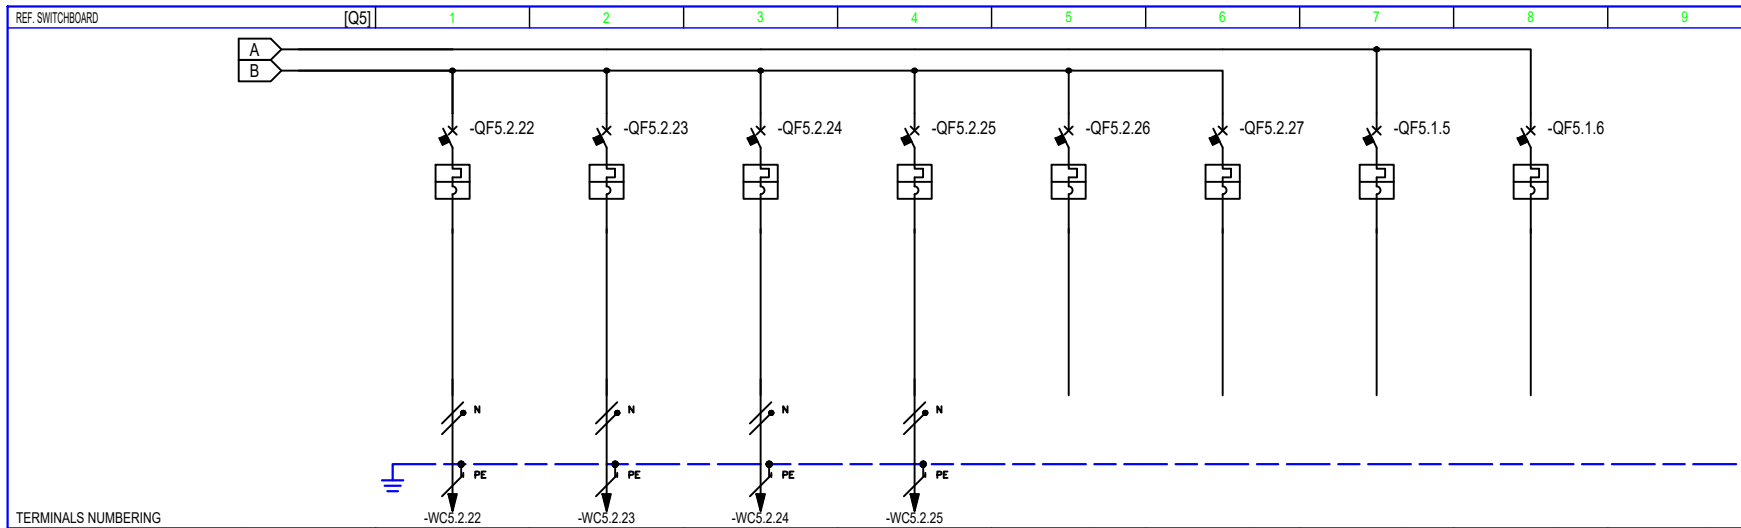 REF. SWITCHBOARD [Q5] 1 2 3 4 5 6 7 8 9
A
B
-QF5.2.22 -QF5.2.23 -QF5.2.24 -QF5.2.25 -QF5.2.26 -QF5.2.27 -QF5.1.5 -QF5.1.6
N N N N
PE PE PE PE
TERMINALS NUMBERING -WC5.2.22 -WC5.2.23 -WC5.2.24 -WC5.2.25